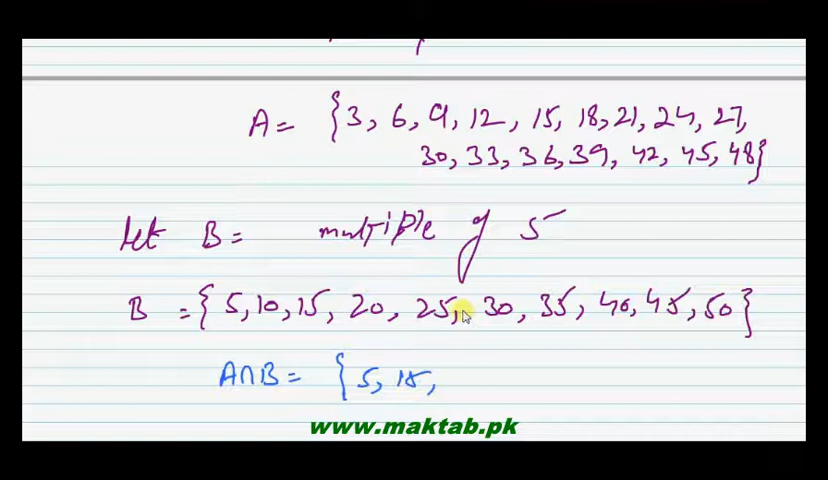 A = {3, 6, 9, 12, 15, 18, 21, 24, 27,
30, 33, 36, 39, 42, 45, 48}
let B = multiple of 5
B = {5, 10, 15, 20, 25, 30, 35, 40, 45, 50}
A∩B = {5, 15,
www.maktab.pk